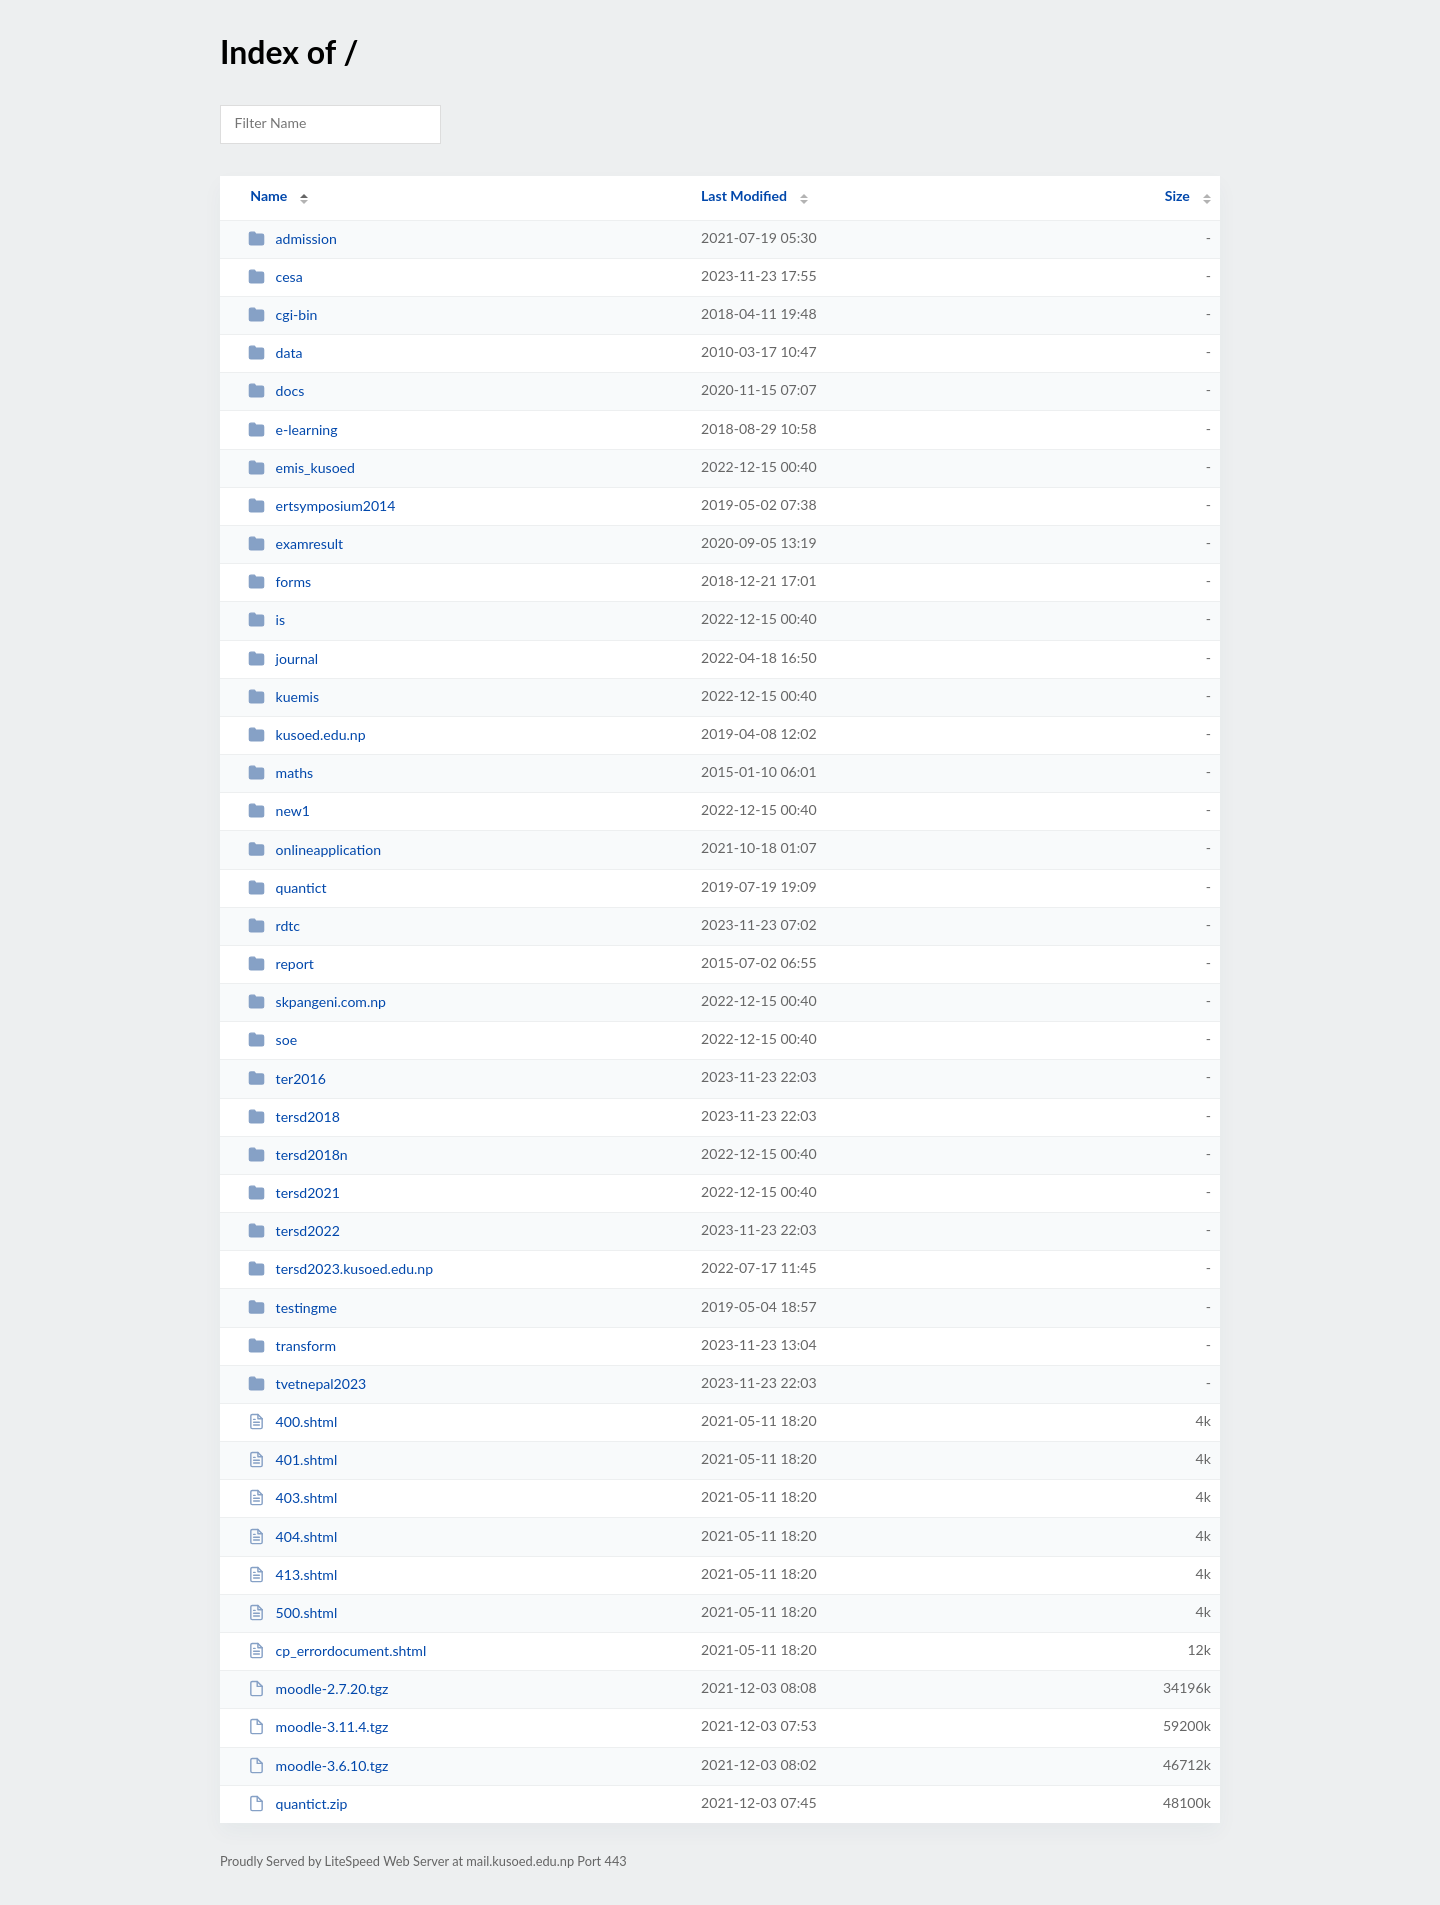 Index of /
Filter Name
Name Last Modified Size
admission 2021-07-19 05:30 -
cesa 2023-11-23 17:55 -
cgi-bin 2018-04-11 19:48 -
data 2010-03-17 10:47 -
docs 2020-11-15 07:07 -
e-learning 2018-08-29 10:58 -
emis_kusoed 2022-12-15 00:40 -
ertsymposium2014 2019-05-02 07:38 -
examresult 2020-09-05 13:19 -
forms 2018-12-21 17:01 -
is 2022-12-15 00:40 -
journal 2022-04-18 16:50 -
kuemis 2022-12-15 00:40 -
kusoed.edu.np 2019-04-08 12:02 -
maths 2015-01-10 06:01 -
new1 2022-12-15 00:40 -
onlineapplication 2021-10-18 01:07 -
quantict 2019-07-19 19:09 -
rdtc 2023-11-23 07:02 -
report 2015-07-02 06:55 -
skpangeni.com.np 2022-12-15 00:40 -
soe 2022-12-15 00:40 -
ter2016 2023-11-23 22:03 -
tersd2018 2023-11-23 22:03 -
tersd2018n 2022-12-15 00:40 -
tersd2021 2022-12-15 00:40 -
tersd2022 2023-11-23 22:03 -
tersd2023.kusoed.edu.np 2022-07-17 11:45 -
testingme 2019-05-04 18:57 -
transform 2023-11-23 13:04 -
tvetnepal2023 2023-11-23 22:03 -
400.shtml 2021-05-11 18:20 4k
401.shtml 2021-05-11 18:20 4k
403.shtml 2021-05-11 18:20 4k
404.shtml 2021-05-11 18:20 4k
413.shtml 2021-05-11 18:20 4k
500.shtml 2021-05-11 18:20 4k
cp_errordocument.shtml 2021-05-11 18:20 12k
moodle-2.7.20.tgz 2021-12-03 08:08 34196k
moodle-3.11.4.tgz 2021-12-03 07:53 59200k
moodle-3.6.10.tgz 2021-12-03 08:02 46712k
quantict.zip 2021-12-03 07:45 48100k
Proudly Served by LiteSpeed Web Server at mail.kusoed.edu.np Port 443